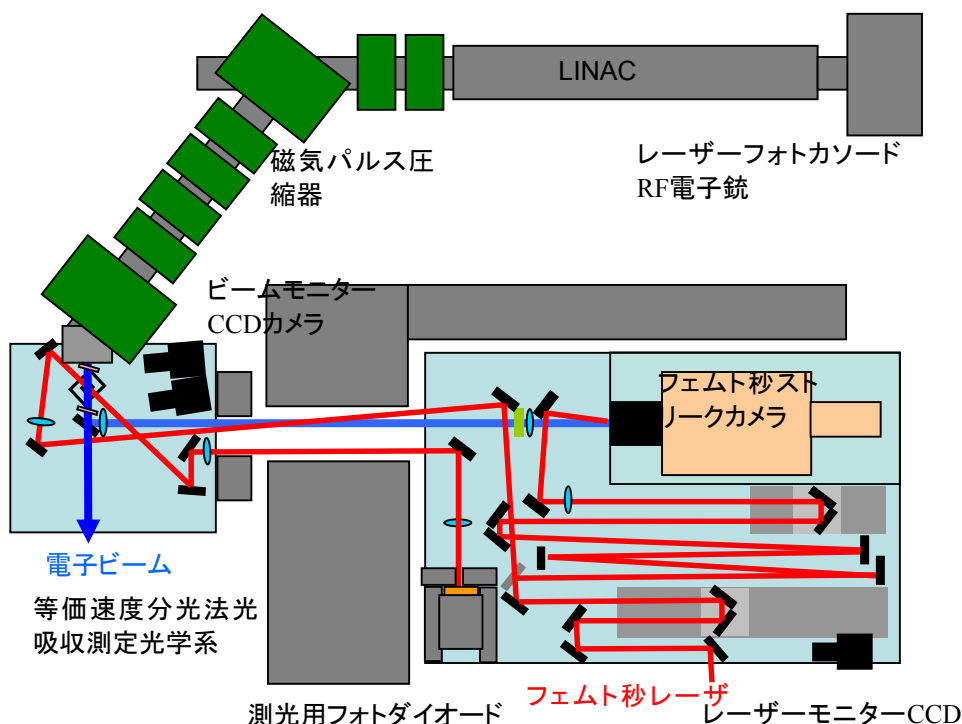 LINAC
磁気パルス圧
縮器
レーザーフォトカソード
RF電子銃
ビームモニター
CCDカメラ
フェムト秒スト
リークカメラ
電子ビーム
等価速度分光法光
吸収測定光学系
フェムト秒レーザ
測光用フォトダイオード
レーザーモニターCCD